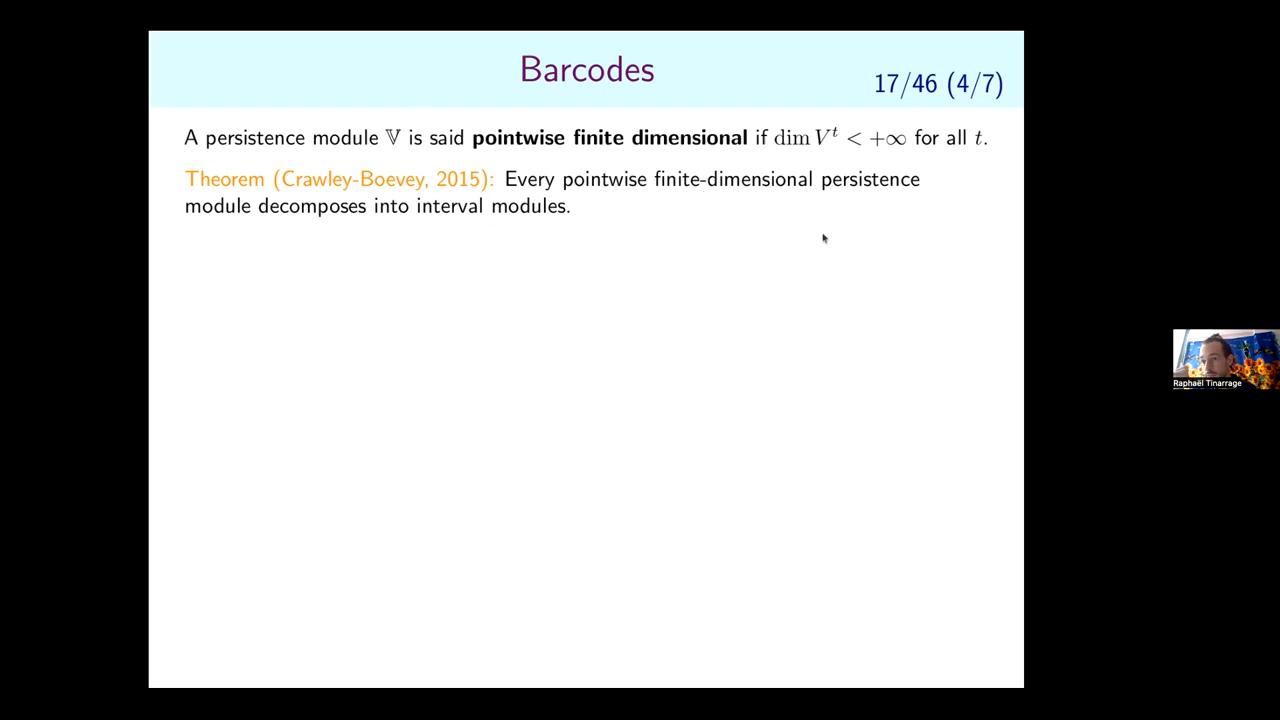 Barcodes
17/46 (4/7)
A persistence module 𝕍 is said pointwise finite dimensional if dim Vᵗ < +∞ for all t.
Theorem (Crawley-Boevey, 2015): Every pointwise finite-dimensional persistence
module decomposes into interval modules.
Raphaël Tinarrage